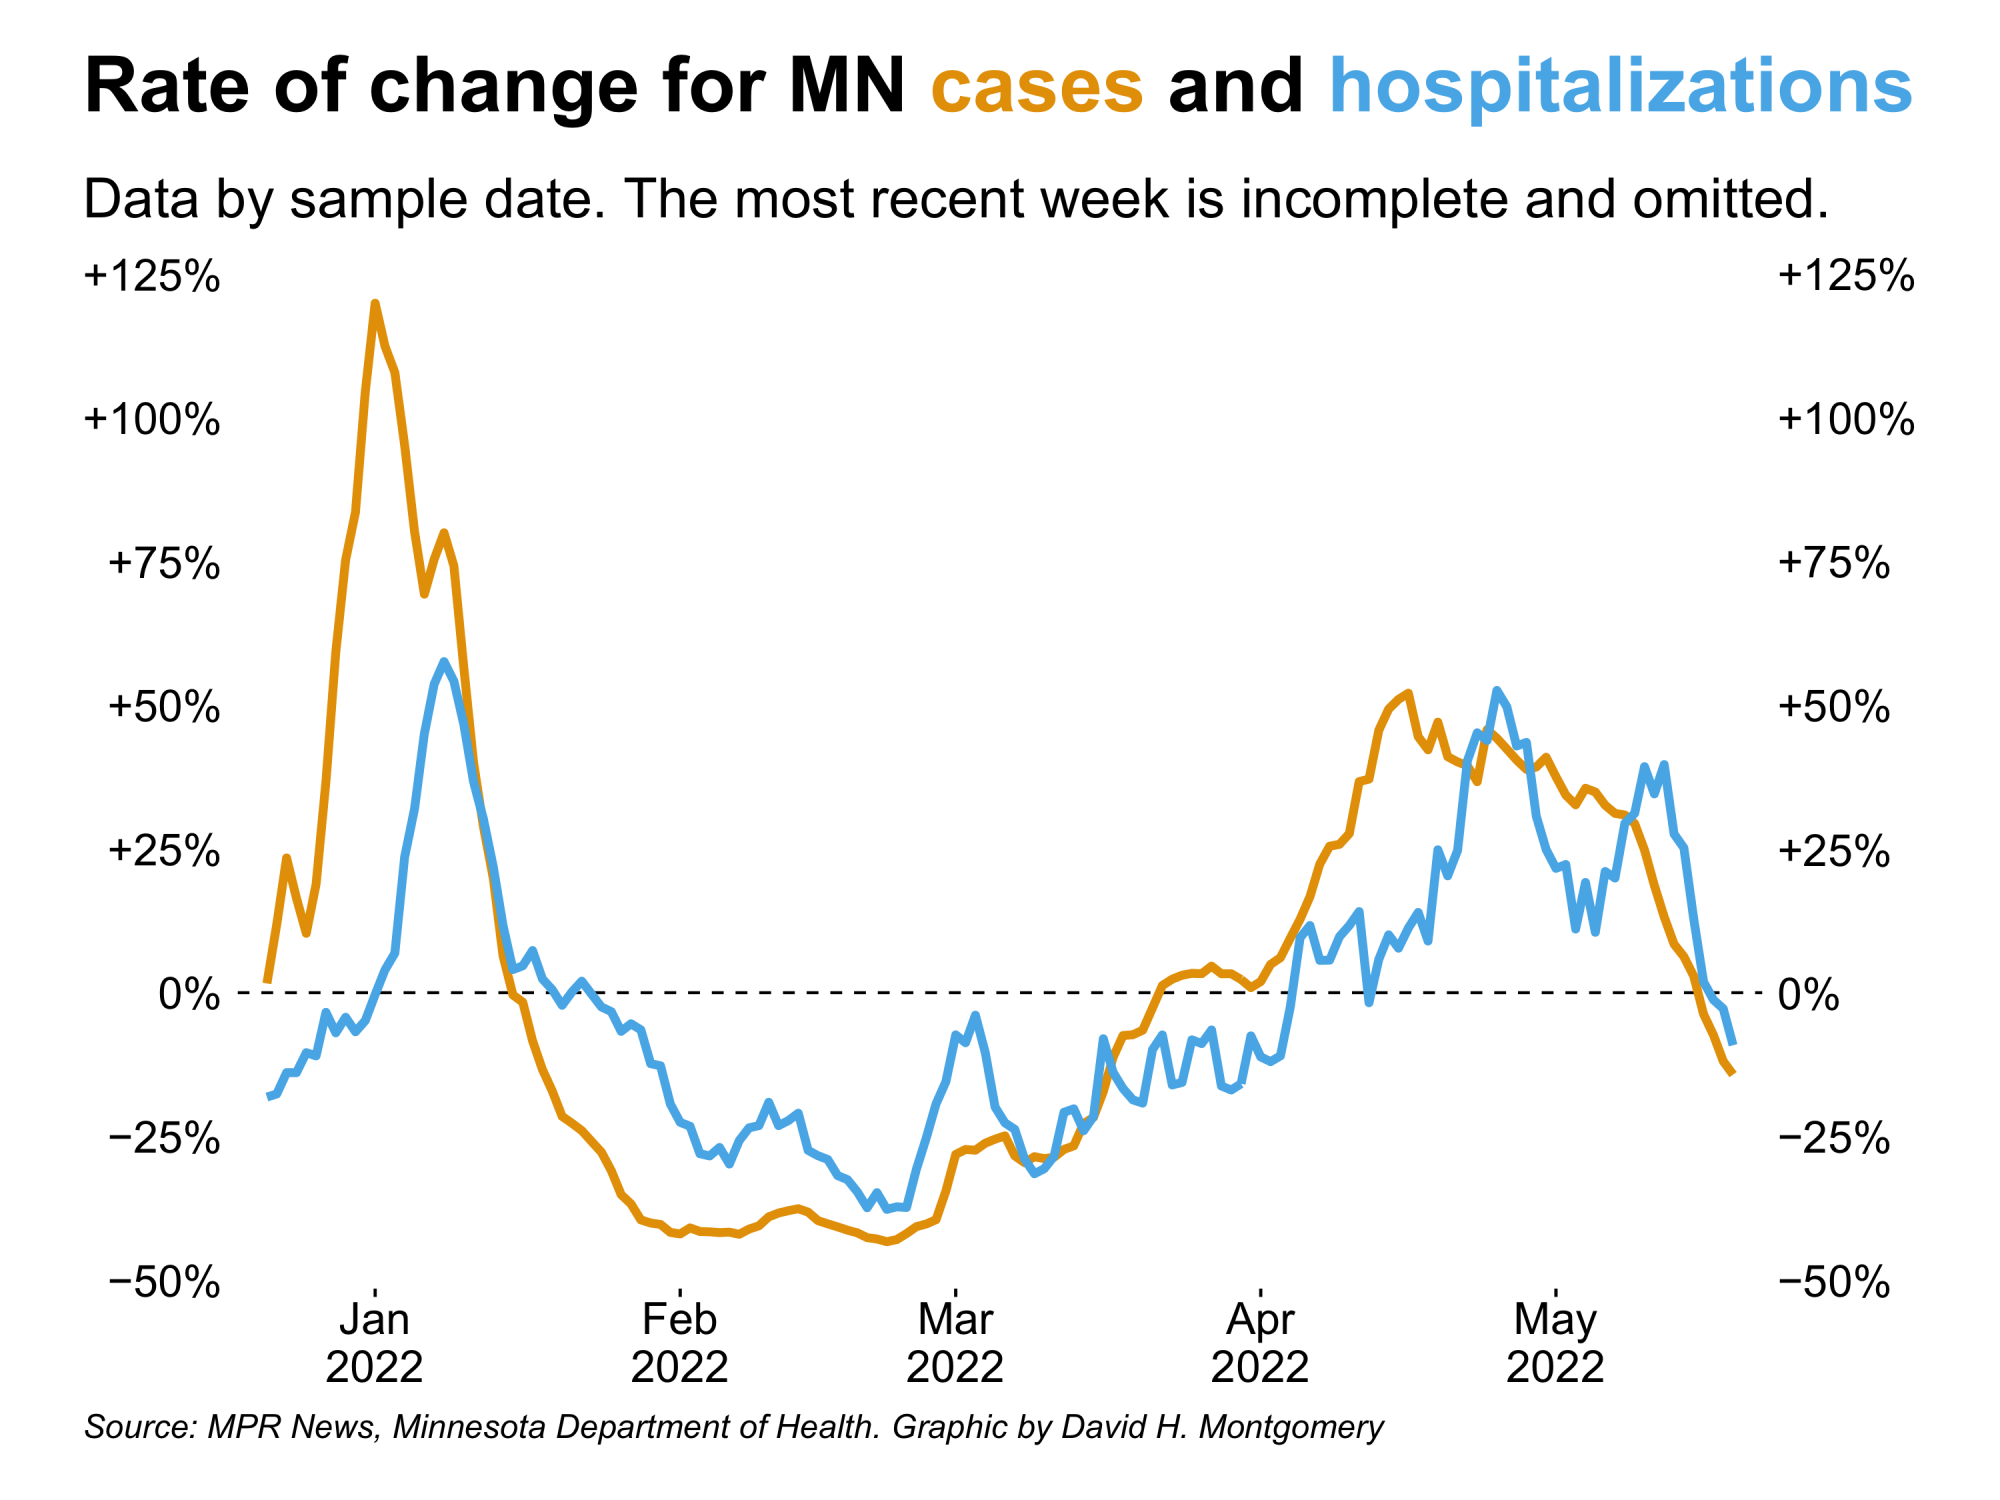 Rate of change for MN cases and hospitalizations
Data by sample date. The most recent week is incomplete and omitted.
+125% +125%
+100% +100%
+75% +75%
+50% +50%
+25% +25%
0% 0%
−25% −25%
−50% −50%
Jan Feb Mar Apr May
2022 2022 2022 2022 2022
Source: MPR News, Minnesota Department of Health. Graphic by David H. Montgomery